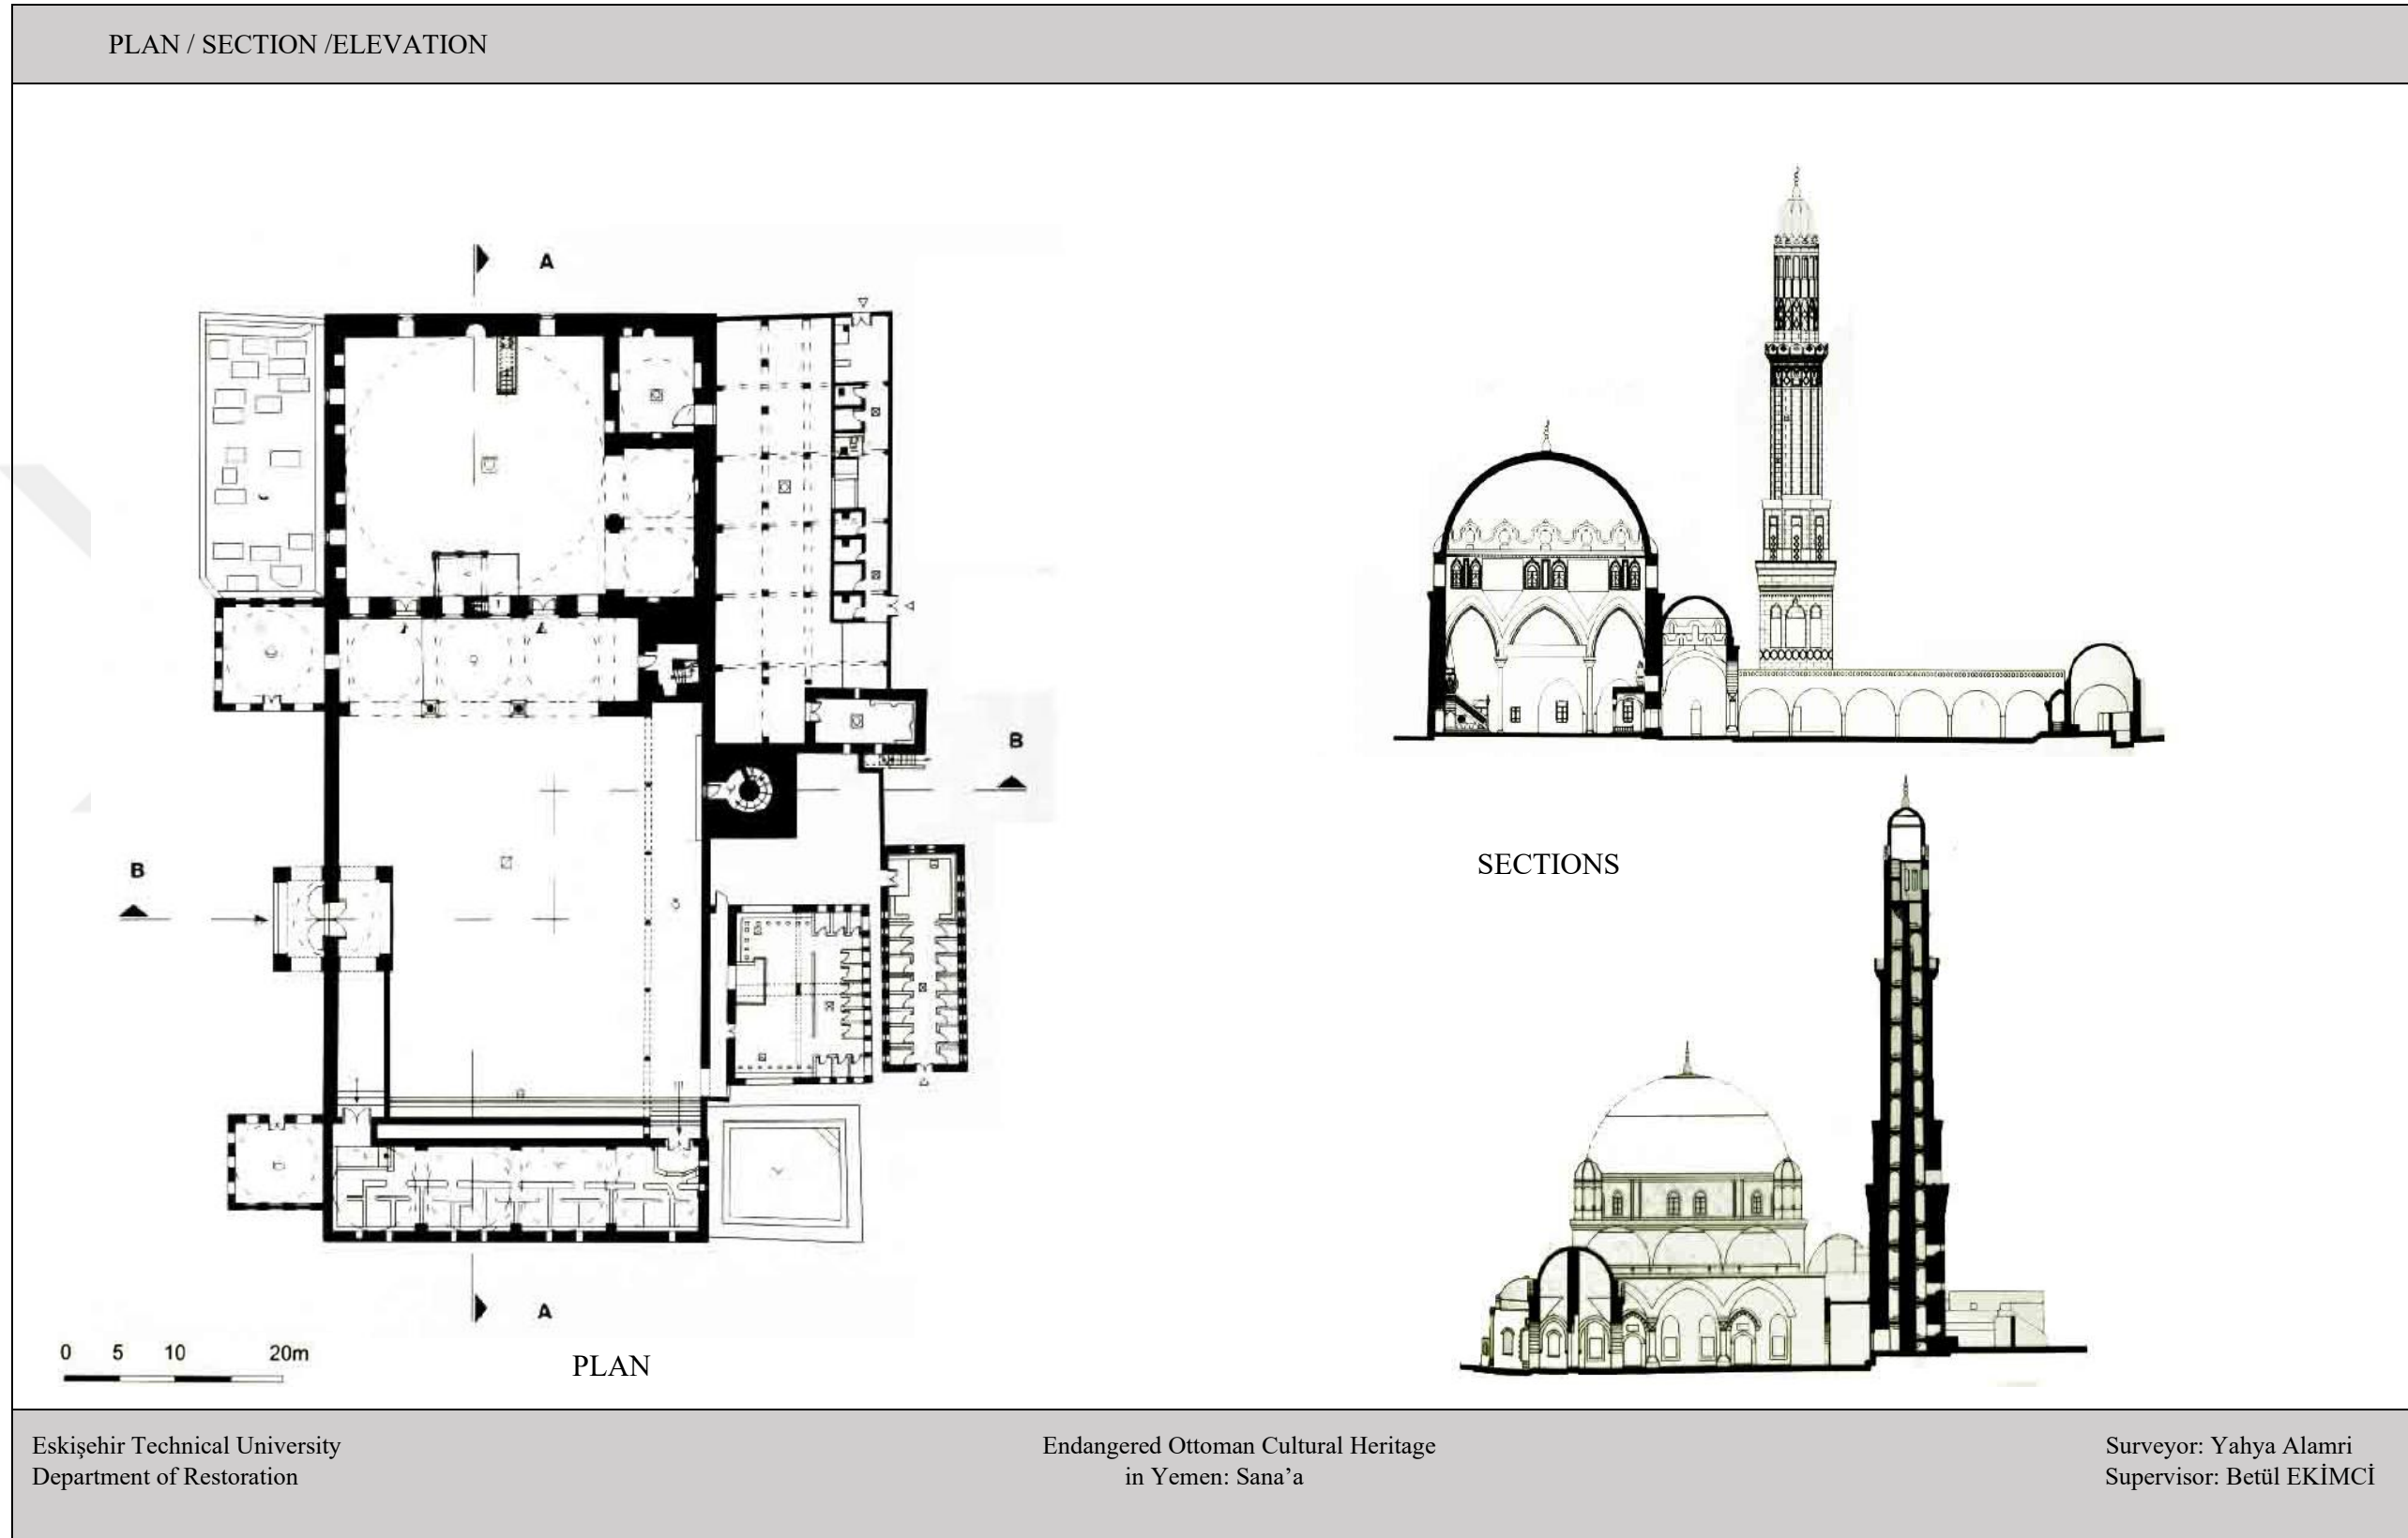 PLAN / SECTION /ELEVATION
A
B
B
A
0 5 10 20m
PLAN
SECTIONS
Eskişehir Technical University
Department of Restoration
Endangered Ottoman Cultural Heritage
in Yemen: Sana’a
Surveyor: Yahya Alamri
Supervisor: Betül EKİMCİ